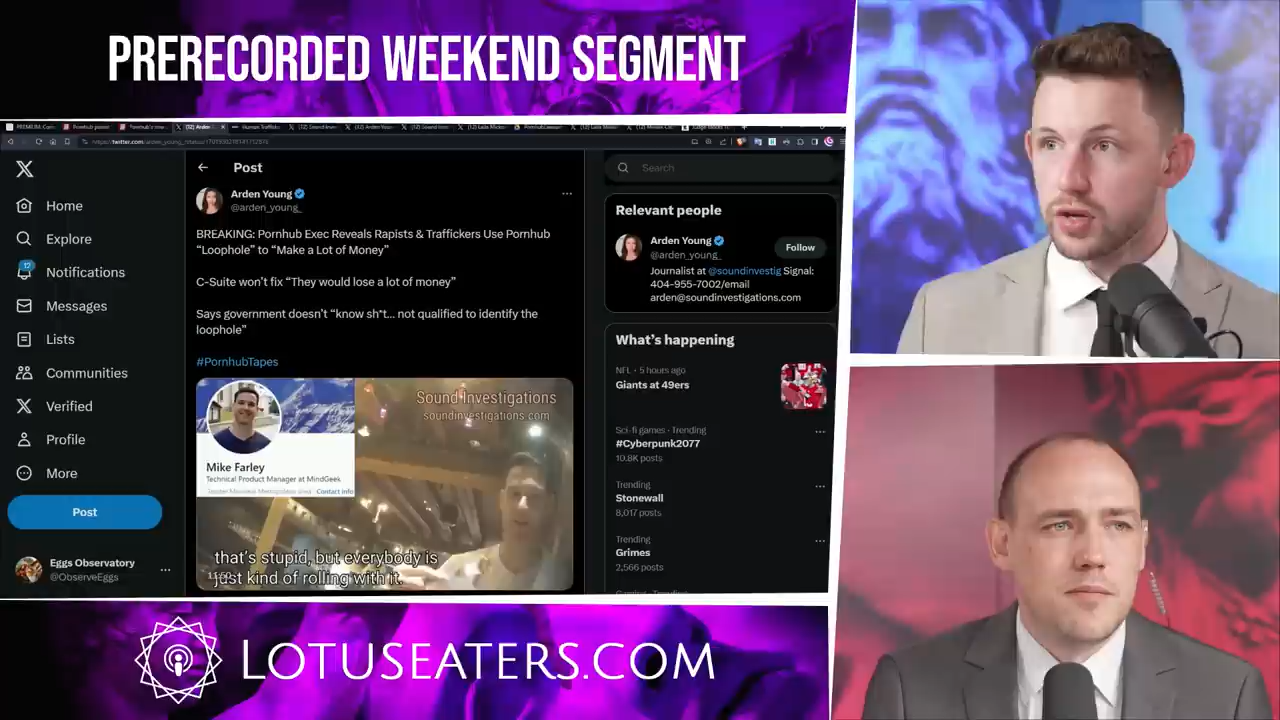 PRERECORDED WEEKEND SEGMENT
Post
Arden Young
@arden_young_
BREAKING: Pornhub Exec Reveals Rapists & Traffickers Use Pornhub
“Loophole” to “Make a Lot of Money”
C-Suite won't fix “They would lose a lot of money”
Says government doesn't “know sh*t... not qualified to identify the
loophole”
#PornhubTapes
Sound Investigations
soundinvestigations.com
Mike Farley
Technical Product Manager at MindGeek
Contact info
that's stupid, but everybody is
just kind of rolling with it.
Home
Explore
17
Notifications
Messages
Lists
Communities
Verified
Profile
More
Post
Eggs Observatory
@ObserveEggs
Search
Relevant people
Arden Young
@arden_young_
Follow
Journalist at @soundinvestig Signal:
404-955-7002/email
arden@soundinvestigations.com
What's happening
NFL · 5 hours ago
Giants at 49ers
Sci-fi games · Trending
#Cyberpunk2077
10.8K posts
Trending
Stonewall
8,017 posts
Trending
Grimes
2,566 posts
LOTUSEATERS.COM